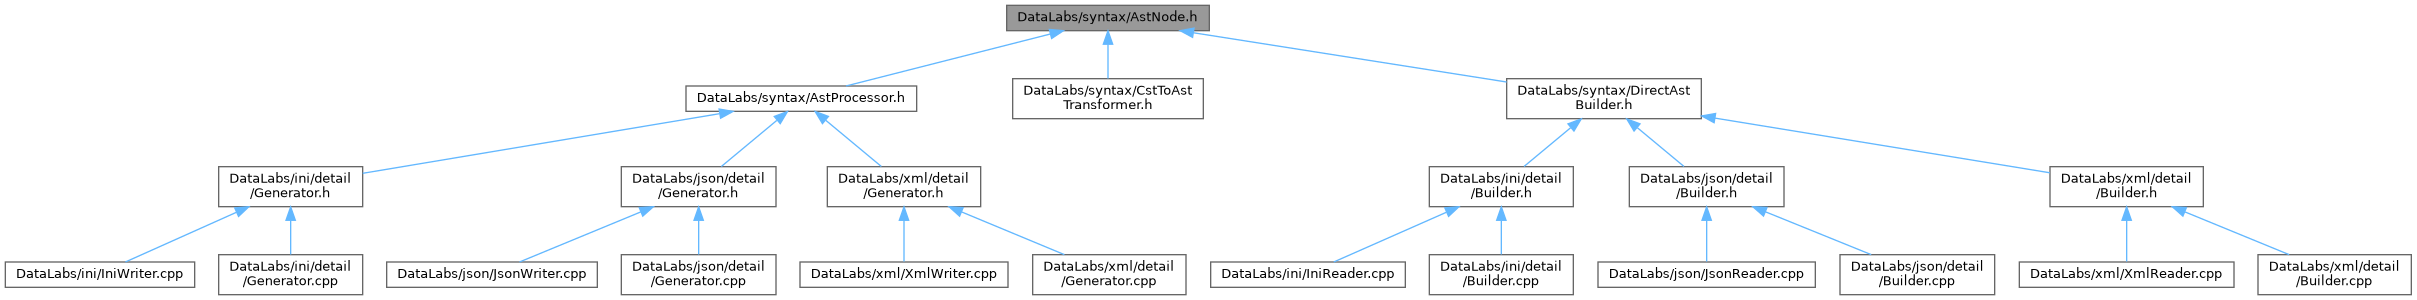 DataLabs/syntax/AstNode.h
DataLabs/syntax/AstProcessor.h
DataLabs/syntax/CstToAst
Transformer.h
DataLabs/syntax/DirectAst
Builder.h
DataLabs/ini/detail
/Generator.h
DataLabs/json/detail
/Generator.h
DataLabs/xml/detail
/Generator.h
DataLabs/ini/detail
/Builder.h
DataLabs/json/detail
/Builder.h
DataLabs/xml/detail
/Builder.h
DataLabs/ini/IniWriter.cpp
DataLabs/ini/detail
/Generator.cpp
DataLabs/json/JsonWriter.cpp
DataLabs/json/detail
/Generator.cpp
DataLabs/xml/XmlWriter.cpp
DataLabs/xml/detail
/Generator.cpp
DataLabs/ini/IniReader.cpp
DataLabs/ini/detail
/Builder.cpp
DataLabs/json/JsonReader.cpp
DataLabs/json/detail
/Builder.cpp
DataLabs/xml/XmlReader.cpp
DataLabs/xml/detail
/Builder.cpp